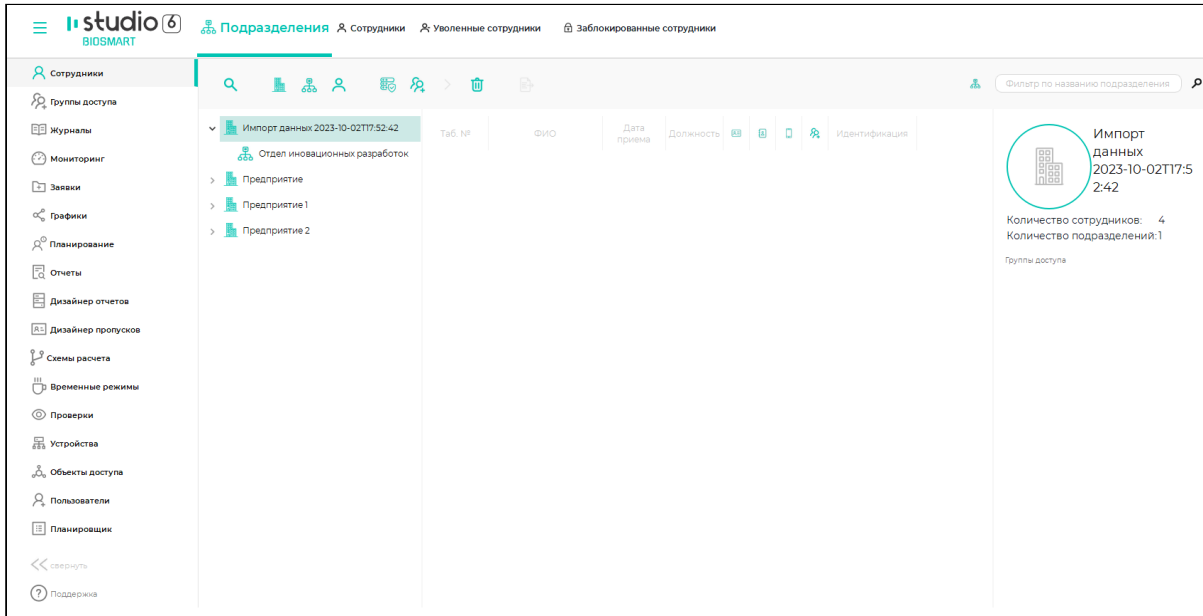 studio 6
BIOSMART
Подразделения
Сотрудники
Уволенные сотрудники
Заблокированные сотрудники
Сотрудники
Группы доступа
Журналы
Мониторинг
Заявки
Графики
Планирование
Отчеты
Дизайнер отчетов
Дизайнер пропусков
Схемы расчета
Временные режимы
Проверки
Устройства
Объекты доступа
Пользователи
Планировщик
свернуть
Поддержка
Фильтр по названию подразделения
Импорт данных 2023-10-02T17:52:42
Отдел иновационных разработок
Предприятие
Предприятие 1
Предприятие 2
Таб. №
ФИО
Дата
приема
Должность
Идентификация
Импорт
данных
2023-10-02T17:5
2:42
Количество сотрудников: 4
Количество подразделений:1
Группы доступа